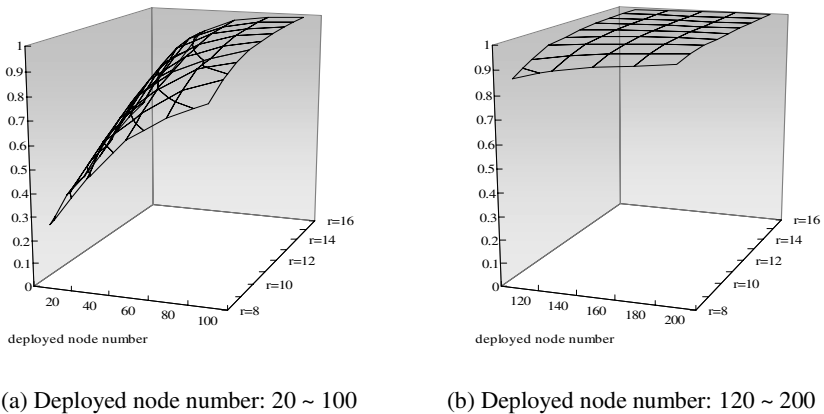 1
0.9
0.8
0.7
0.6
0.5
0.4
0.3
0.2
0.1
0
20
40
60
80
100
r=8
r=10
r=12
r=14
r=16
deployed node number
(a) Deployed node number: 20 ~ 100
1
0.9
0.8
0.7
0.6
0.5
0.4
0.3
0.2
0.1
0
120
140
160
180
200
r=8
r=10
r=12
r=14
r=16
deployed node number
(b) Deployed node number: 120 ~ 200